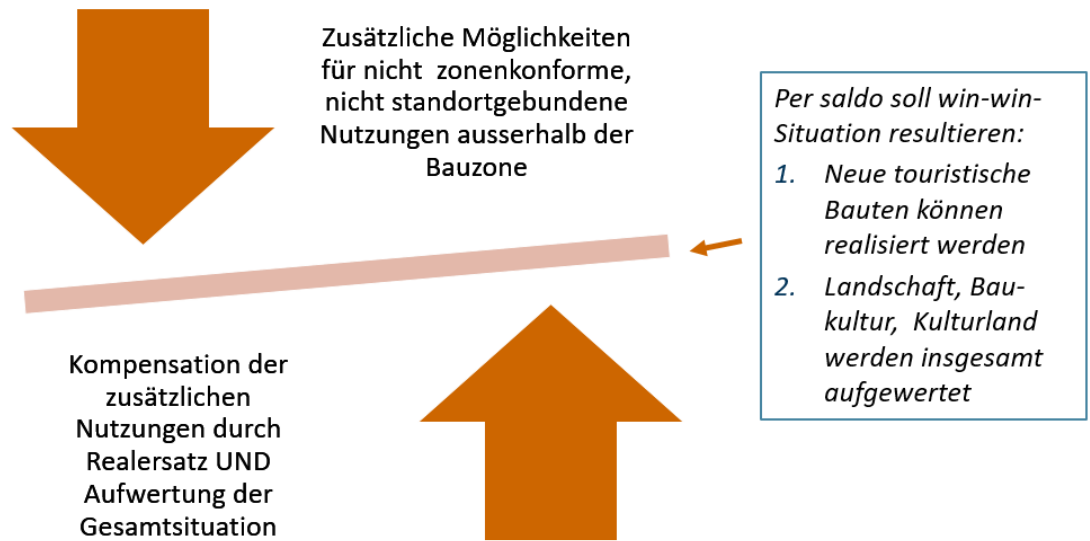 Zusätzliche Möglichkeiten
für nicht zonenkonforme,
nicht standortgebundene
Nutzungen ausserhalb der
Bauzone
Per saldo soll win-win-
Situation resultieren:
1. Neue touristische
Bauten können
realisiert werden
2. Landschaft, Bau-
kultur, Kulturland
werden insgesamt
aufgewertet
Kompensation der
zusätzlichen
Nutzungen durch
Realersatz UND
Aufwertung der
Gesamtsituation